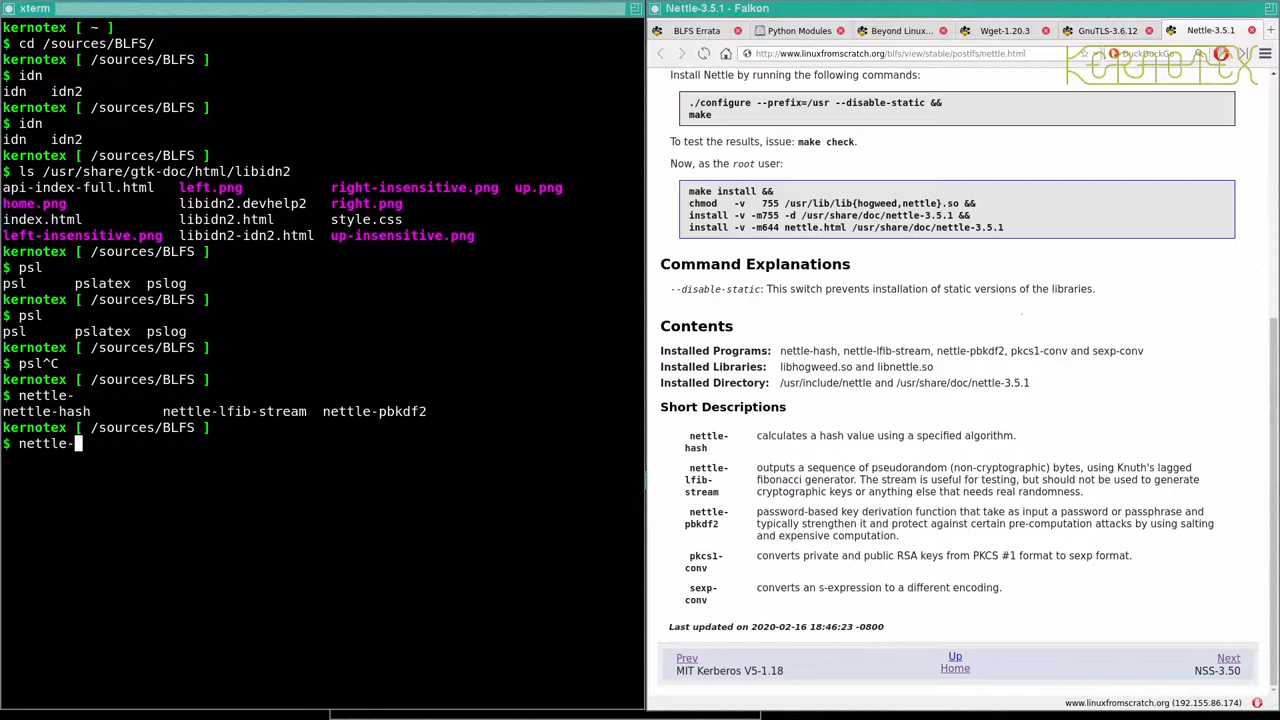 xterm
kernotex [ ~ ]
$ cd /sources/BLFS/
kernotex [ /sources/BLFS ]
$ idn
idn   idn2
kernotex [ /sources/BLFS ]
$ idn
idn   idn2
kernotex [ /sources/BLFS ]
$ ls /usr/share/gtk-doc/html/libidn2
api-index-full.html   left.png   right-insensitive.png   up.png
home.png   libidn2.devhelp2   right.png
index.html   libidn2.html   style.css
left-insensitive.png   libidn2-idn2.html   up-insensitive.png
kernotex [ /sources/BLFS ]
$ psl
psl   pslatex   pslog
kernotex [ /sources/BLFS ]
$ psl
psl   pslatex   pslog
kernotex [ /sources/BLFS ]
$ psl^C
kernotex [ /sources/BLFS ]
$ nettle-
nettle-hash   nettle-lfib-stream   nettle-pbkdf2
kernotex [ /sources/BLFS ]
$ nettle-
Nettle-3.5.1 - Falkon
BLFS Errata   Python Modules   Beyond Linux...   Wget-1.20.3   GnuTLS-3.6.12   Nettle-3.5.1
http://www.linuxfromscratch.org/blfs/view/stable/postlfs/nettle.html   DuckDuckGo
KERNOTEX
Install Nettle by running the following commands:
./configure --prefix=/usr --disable-static &&
make
To test the results, issue: make check.
Now, as the root user:
make install &&
chmod   -v   755 /usr/lib/lib{hogweed,nettle}.so &&
install -v -m755 -d /usr/share/doc/nettle-3.5.1 &&
install -v -m644 nettle.html /usr/share/doc/nettle-3.5.1
Command Explanations
--disable-static: This switch prevents installation of static versions of the libraries.
Contents
Installed Programs: nettle-hash, nettle-lfib-stream, nettle-pbkdf2, pkcs1-conv and sexp-conv
Installed Libraries: libhogweed.so and libnettle.so
Installed Directory: /usr/include/nettle and /usr/share/doc/nettle-3.5.1
Short Descriptions
nettle-   calculates a hash value using a specified algorithm.
hash
nettle-   outputs a sequence of pseudorandom (non-cryptographic) bytes, using Knuth's lagged
lfib-   fibonacci generator. The stream is useful for testing, but should not be used to generate
stream   cryptographic keys or anything else that needs real randomness.
nettle-   password-based key derivation function that take as input a password or passphrase and
pbkdf2   typically strengthen it and protect against certain pre-computation attacks by using salting
and expensive computation.
pkcs1-   converts private and public RSA keys from PKCS #1 format to sexp format.
conv
sexp-   converts an s-expression to a different encoding.
conv
Last updated on 2020-02-16 18:46:23 -0800
Prev   Up   Next
MIT Kerberos V5-1.18   Home   NSS-3.50
www.linuxfromscratch.org (192.155.86.174)